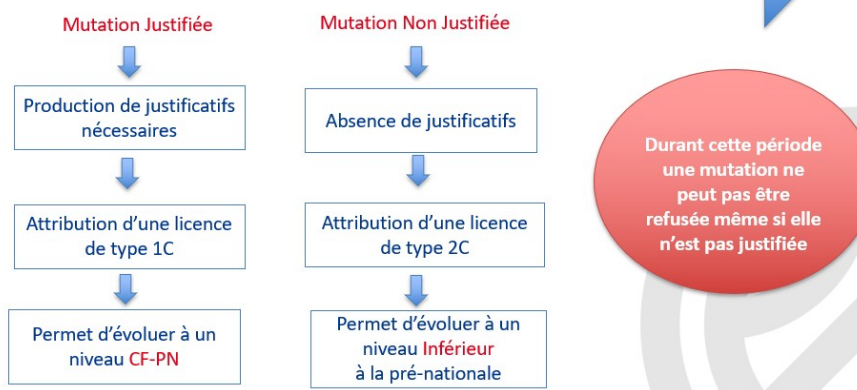 Mutation Justifiée
Production de justificatifs
nécessaires
Attribution d'une licence
de type 1C
Permet d'évoluer à un
niveau CF-PN
Mutation Non Justifiée
Absence de justificatifs
Attribution d'une licence
de type 2C
Permet d'évoluer à un
niveau Inférieur
à la pré-nationale
Durant cette période
une mutation ne
peut pas être
refusée même si elle
n'est pas justifiée